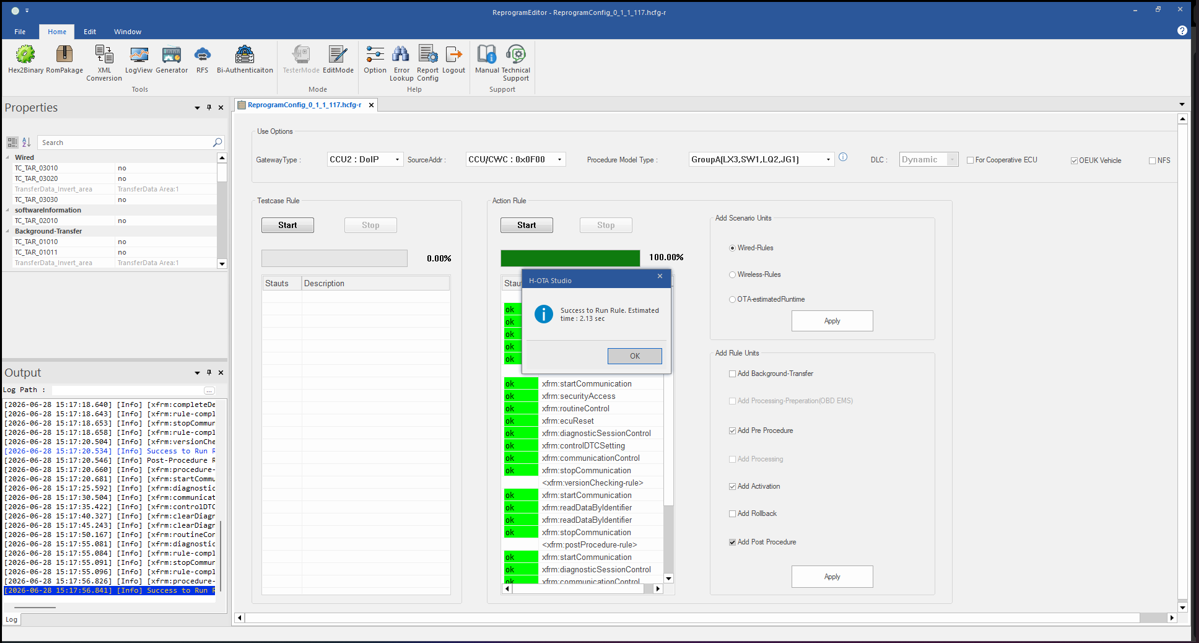 ReprogramEditor - ReprogramConfig_0_1_1_117.hcfg-r
File Home Edit Window
Hex2Binary RomPakage XML Conversion LogView Generator RFS Bi-Authenticaiton TesterMode EditMode Option Error Lookup Report Config Logout Manual Technical Support
Tools Mode Help Support
Properties
ReprogramConfig_0_1_1_117.hcfg-r
Search
Wired
TC_TAR_03010 no
TC_TAR_03020 no
TransferData_Invert_area TransferData Area:1
TC_TAR_03030 no
softwareInformation
TC_TAR_02010 no
Background-Transfer
TC_TAR_01010 no
TC_TAR_01011 no
TransferData_Invert_area TransferData Area:1
Output
Log Path :
[2026-06-28 15:17:18.640] [Info] [xfrm:completeDe
[2026-06-28 15:17:18.643] [Info] [xfrm:rule-compl
[2026-06-28 15:17:18.653] [Info] [xfrm:stopCommun
[2026-06-28 15:17:18.658] [Info] [xfrm:rule-compl
[2026-06-28 15:17:20.504] [Info] [xfrm:versionChe
[2026-06-28 15:17:20.534] [Info] Success to Run R
[2026-06-28 15:17:20.546] [Info] Post-Procedure R
[2026-06-28 15:17:20.660] [Info] [xfrm:procedure-
[2026-06-28 15:17:20.681] [Info] [xfrm:startCommu
[2026-06-28 15:17:25.592] [Info] [xfrm:diagnostic
[2026-06-28 15:17:30.504] [Info] [xfrm:communicat
[2026-06-28 15:17:35.422] [Info] [xfrm:controlDTC
[2026-06-28 15:17:40.327] [Info] [xfrm:clearDiagn
[2026-06-28 15:17:45.243] [Info] [xfrm:clearDiagn
[2026-06-28 15:17:50.167] [Info] [xfrm:routineCon
[2026-06-28 15:17:55.081] [Info] [xfrm:diagnostic
[2026-06-28 15:17:55.084] [Info] [xfrm:rule-compl
[2026-06-28 15:17:55.091] [Info] [xfrm:stopCommun
[2026-06-28 15:17:55.096] [Info] [xfrm:rule-compl
[2026-06-28 15:17:56.826] [Info] [xfrm:procedure-
[2026-06-28 15:17:56.841] [Info] Success to Run R
Log
Use Options
GatewayType : CCU2 : DoIP SourceAddr : CCU/CWC : 0x0F00 Procedure Model Type : GroupA(LX3,SW1,LQ2,JG1) DLC : Dynamic For Cooperative ECU OEUK Vehicle NFS
Testcase Rule
Start Stop
0.00%
Stauts Description
Action Rule
Start Stop
100.00%
Stau
H-OTA Studio
Success to Run Rule. Estimated
time : 2.13 sec
OK
ok
ok
ok
ok
ok
ok xfrm:startCommunication
ok xfrm:securityAccess
ok xfrm:routineControl
ok xfrm:ecuReset
ok xfrm:diagnosticSessionControl
ok xfrm:controlDTCSetting
ok xfrm:communicationControl
ok xfrm:stopCommunication
<xfrm:versionChecking-rule>
ok xfrm:startCommunication
ok xfrm:readDataByIdentifier
ok xfrm:readDataByIdentifier
ok xfrm:stopCommunication
<xfrm:postProcedure-rule>
ok xfrm:startCommunication
ok xfrm:diagnosticSessionControl
ok xfrm:communicationControl
Add Scenario Units
Wired-Rules
Wireless-Rules
OTA-estimatedRuntime
Apply
Add Rule Units
Add Background-Transfer
Add Processing-Preperation(OBD EMS)
Add Pre Procedure
Add Processing
Add Activation
Add Rollback
Add Post Procedure
Apply